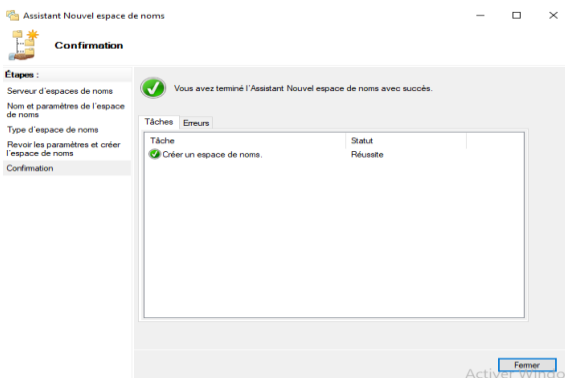 Assistant Nouvel espace de noms
Confirmation
Étapes :
Serveur d'espaces de noms
Nom et paramètres de l'espace
de noms
Type d'espace de noms
Revoir les paramètres et créer
l'espace de noms
Confirmation
Vous avez terminé l'Assistant Nouvel espace de noms avec succès.
Tâches Erreurs
Tâche Statut
Créer un espace de noms. Réussite
Fermer
Activer Windo